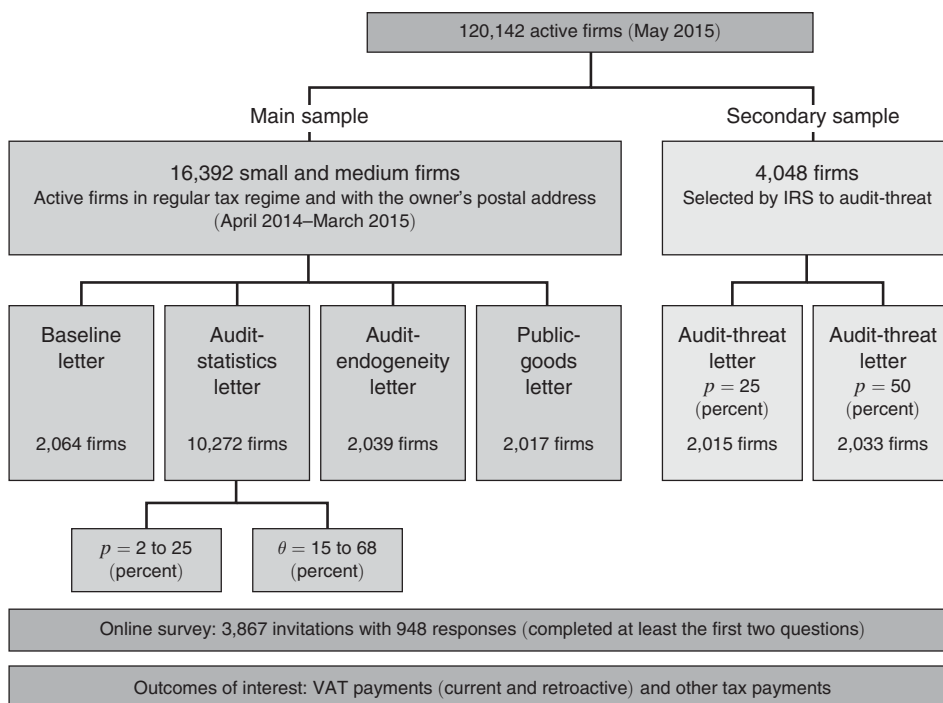 120,142 active firms (May 2015)
Main sample
Secondary sample
16,392 small and medium firms
Active firms in regular tax regime and with the owner's postal address
(April 2014–March 2015)
4,048 firms
Selected by IRS to audit-threat
Baseline
letter
2,064 firms
Audit-
statistics
letter
10,272 firms
Audit-
endogeneity
letter
2,039 firms
Public-
goods
letter
2,017 firms
Audit-threat
letter
p = 25
(percent)
2,015 firms
Audit-threat
letter
p = 50
(percent)
2,033 firms
p = 2 to 25
(percent)
θ = 15 to 68
(percent)
Online survey: 3,867 invitations with 948 responses (completed at least the first two questions)
Outcomes of interest: VAT payments (current and retroactive) and other tax payments